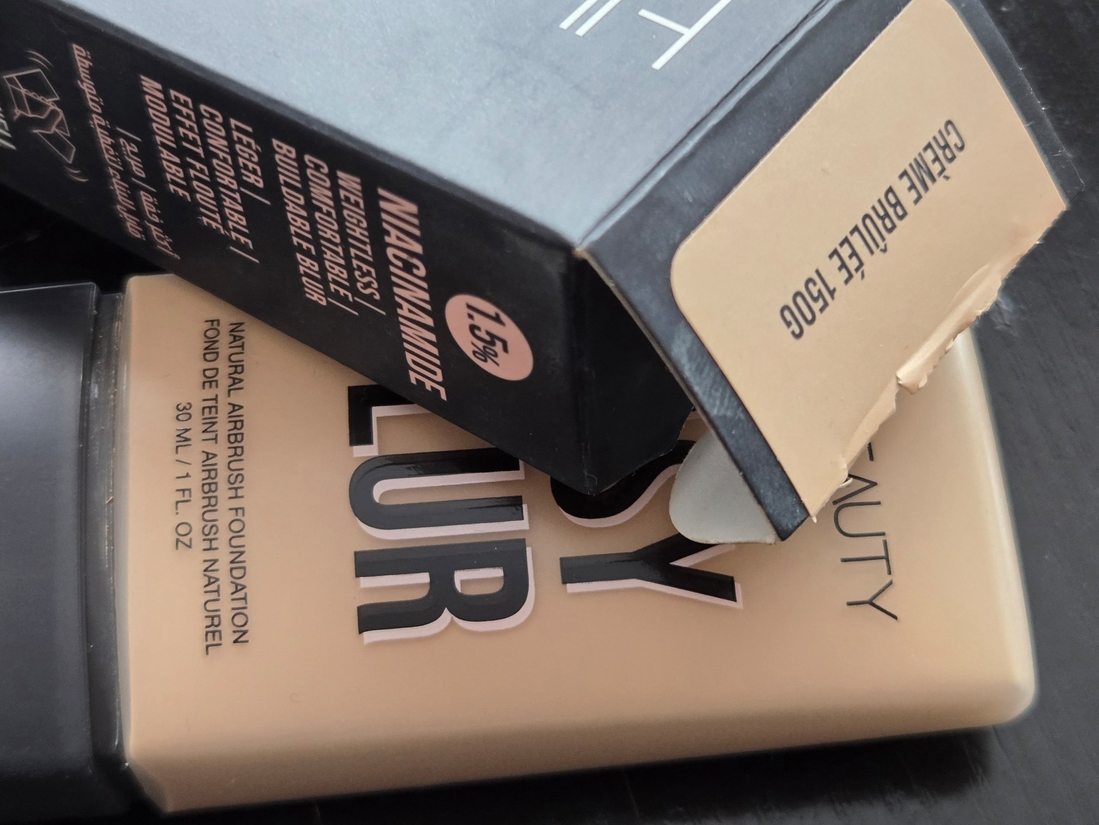 CRÈME BRÛLÉE 150G
1.5%
NIACINAMIDE
WEIGHTLESS |
COMFORTABLE |
BUILDABLE BLUR
LÉGER |
CONFORTABLE |
EFFET FLOUTÉ
MODULABLE
EAUTY
SY
LUR
NATURAL AIRBRUSH FOUNDATION
FOND DE TEINT AIRBRUSH NATUREL
30 ML / 1 FL. OZ